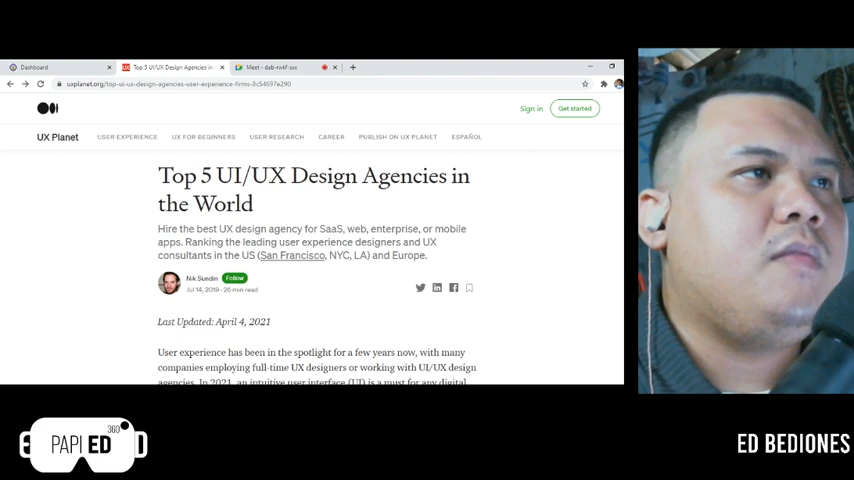 Dashboard
Top 5 UI/UX Design Agencies in
Meet - dab-rwkf-pix
uxplanet.org/top-ui-ux-design-agencies-user-experience-firms-8c54697e290
Sign in
Get started
UX Planet
USER EXPERIENCE
UX FOR BEGINNERS
USER RESEARCH
CAREER
PUBLISH ON UX PLANET
ESPAÑOL
Top 5 UI/UX Design Agencies in
the World
Hire the best UX design agency for SaaS, web, enterprise, or mobile
apps. Ranking the leading user experience designers and UX
consultants in the US (San Francisco, NYC, LA) and Europe.
Nik Sundin
Follow
Jul 14, 2019 · 26 min read
Last Updated: April 4, 2021
User experience has been in the spotlight for a few years now, with many
companies employing full-time UX designers or working with UI/UX design
agencies. In 2021, an intuitive user interface (UI) is a must for any digital
PAPI ED
360°
ED BEDIONES